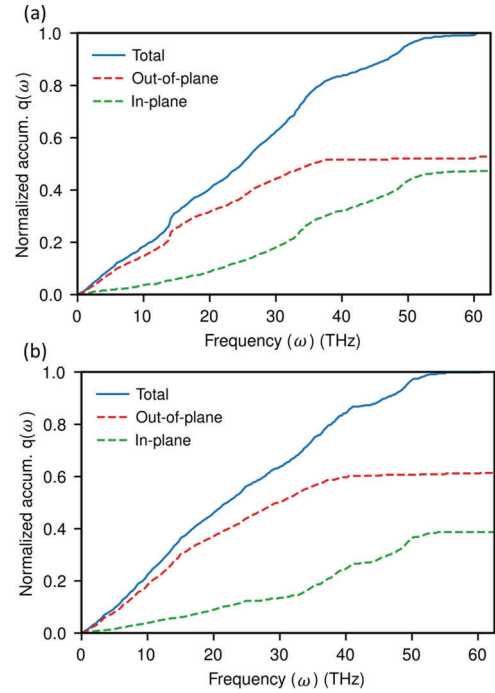 (a)
Normalized accum. q(ω)
1.0
0.8
0.6
0.4
0.2
0.0
Total
Out-of-plane
In-plane
0 10 20 30 40 50 60
Frequency (ω) (THz)
(b)
Normalized accum. q(ω)
1.0
0.8
0.6
0.4
0.2
0.0
Total
Out-of-plane
In-plane
0 10 20 30 40 50 60
Frequency (ω) (THz)